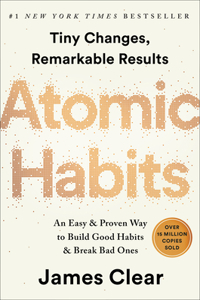 #1 NEW YORK TIMES BESTSELLER
Tiny Changes,
Remarkable Results
Atomic
Habits
An Easy & Proven Way
to Build Good Habits
& Break Bad Ones
OVER
16 MILLION
COPIES
SOLD
James Clear